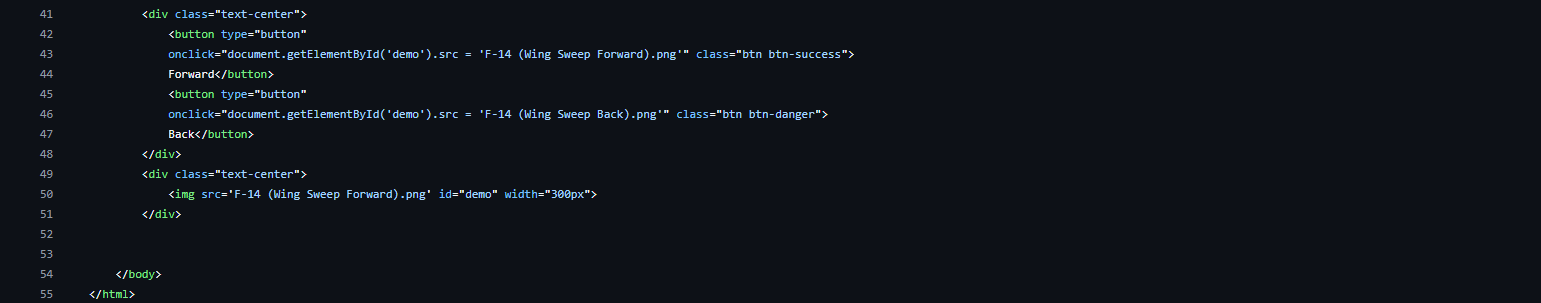 41 <div class="text-center">
42 <button type="button"
43 onclick="document.getElementById('demo').src = 'F-14 (Wing Sweep Forward).png'" class="btn btn-success">
44 Forward</button>
45 <button type="button"
46 onclick="document.getElementById('demo').src = 'F-14 (Wing Sweep Back).png'" class="btn btn-danger">
47 Back</button>
48 </div>
49 <div class="text-center">
50 <img src='F-14 (Wing Sweep Forward).png' id="demo" width="300px">
51 </div>
52
53
54 </body>
55 </html>